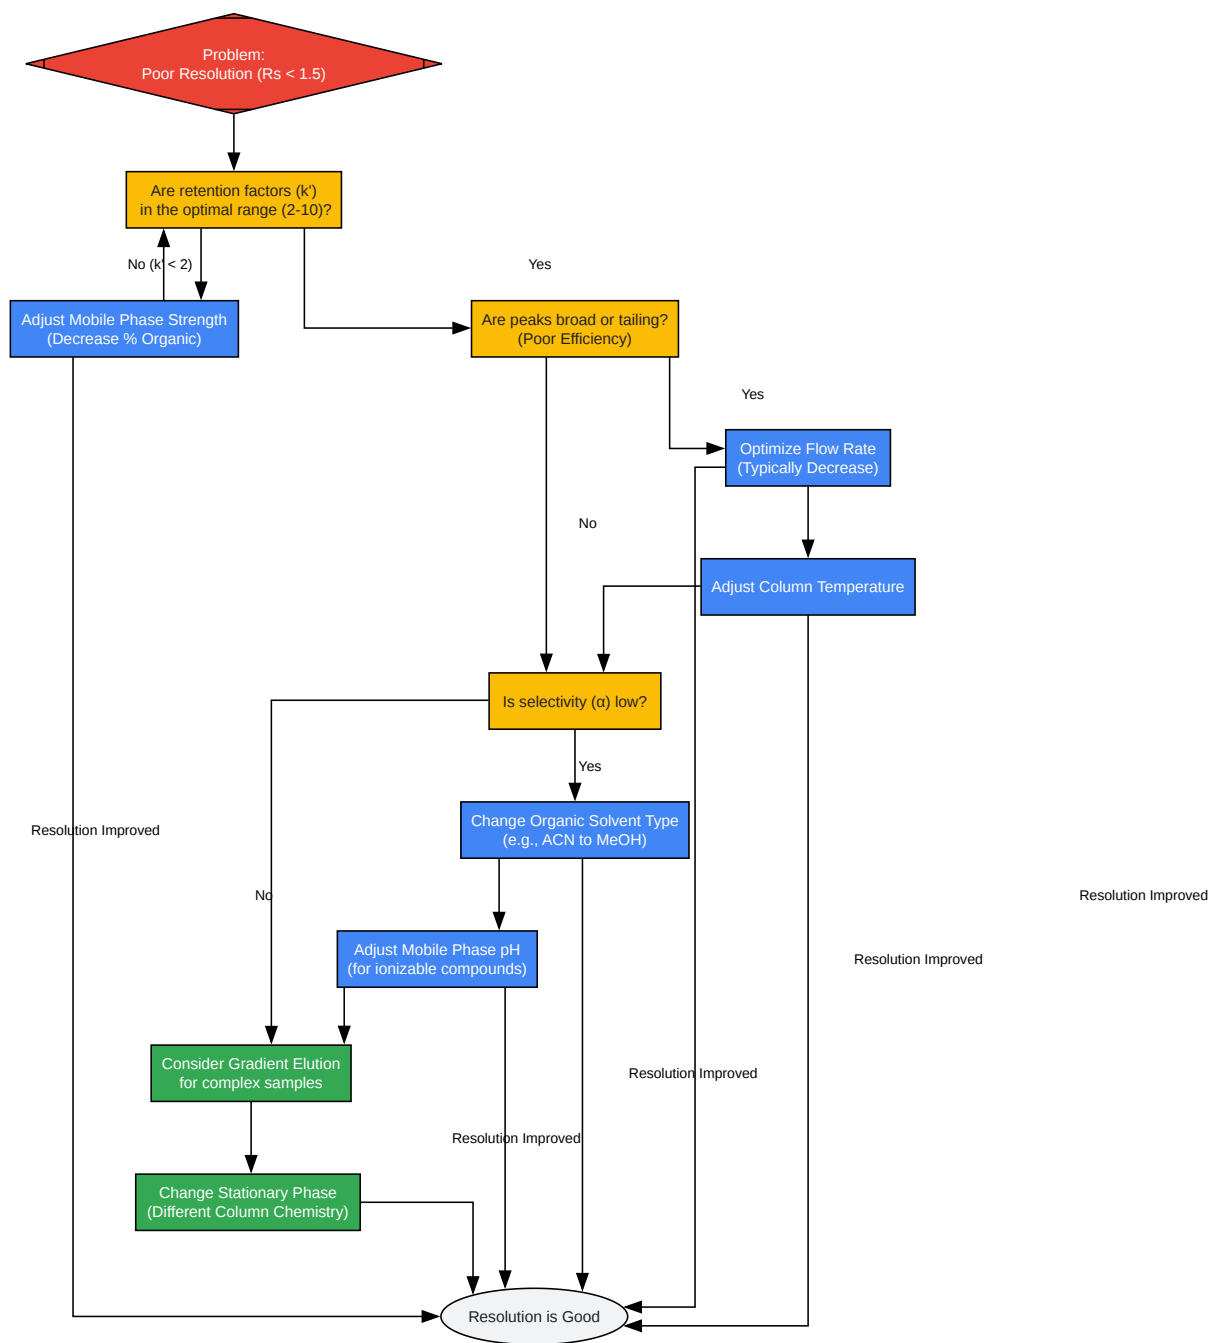 Problem:
Poor Resolution (Rs < 1.5)
Are retention factors (k')
in the optimal range (2-10)?
No (k' < 2)
Yes
Adjust Mobile Phase Strength
(Decrease % Organic)
Are peaks broad or tailing?
(Poor Efficiency)
Yes
Optimize Flow Rate
(Typically Decrease)
No
Adjust Column Temperature
Is selectivity (α) low?
Yes
Change Organic Solvent Type
(e.g., ACN to MeOH)
Resolution Improved
No
Resolution Improved
Adjust Mobile Phase pH
(for ionizable compounds)
Resolution Improved
Consider Gradient Elution
for complex samples
Resolution Improved
Resolution Improved
Change Stationary Phase
(Different Column Chemistry)
Resolution is Good